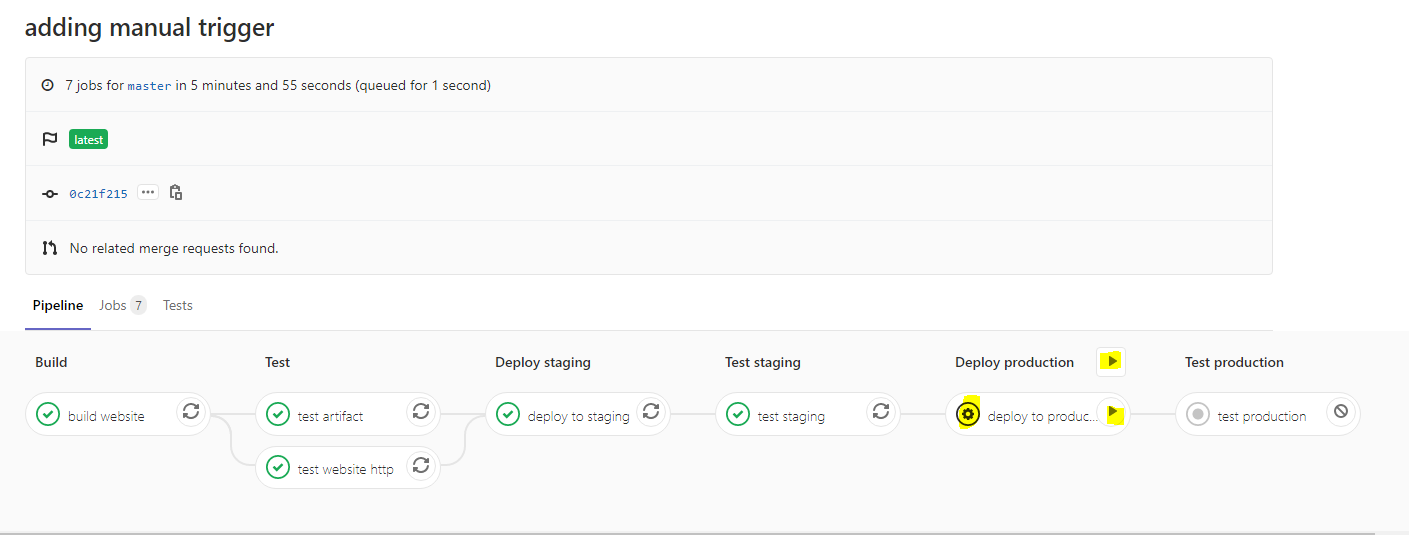 adding manual trigger
7 jobs for master in 5 minutes and 55 seconds (queued for 1 second)
latest
0c21f215
No related merge requests found.
Pipeline Jobs 7 Tests
Build Test Deploy staging Test staging Deploy production Test production
build website test artifact deploy to staging test staging deploy to produc... test production
test website http